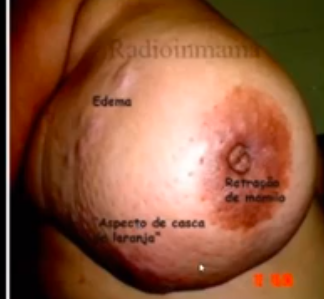 Radioinmama
Edema
Retração
de mamilo
"Aspecto de casca
laranja"